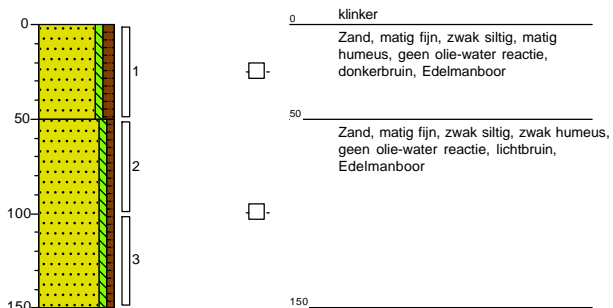 0
1
50
2
100
3
150
0 klinker
Zand, matig fijn, zwak siltig, matig
humeus, geen olie-water reactie,
donkerbruin, Edelmanboor
50
Zand, matig fijn, zwak siltig, zwak humeus,
geen olie-water reactie, lichtbruin,
Edelmanboor
150